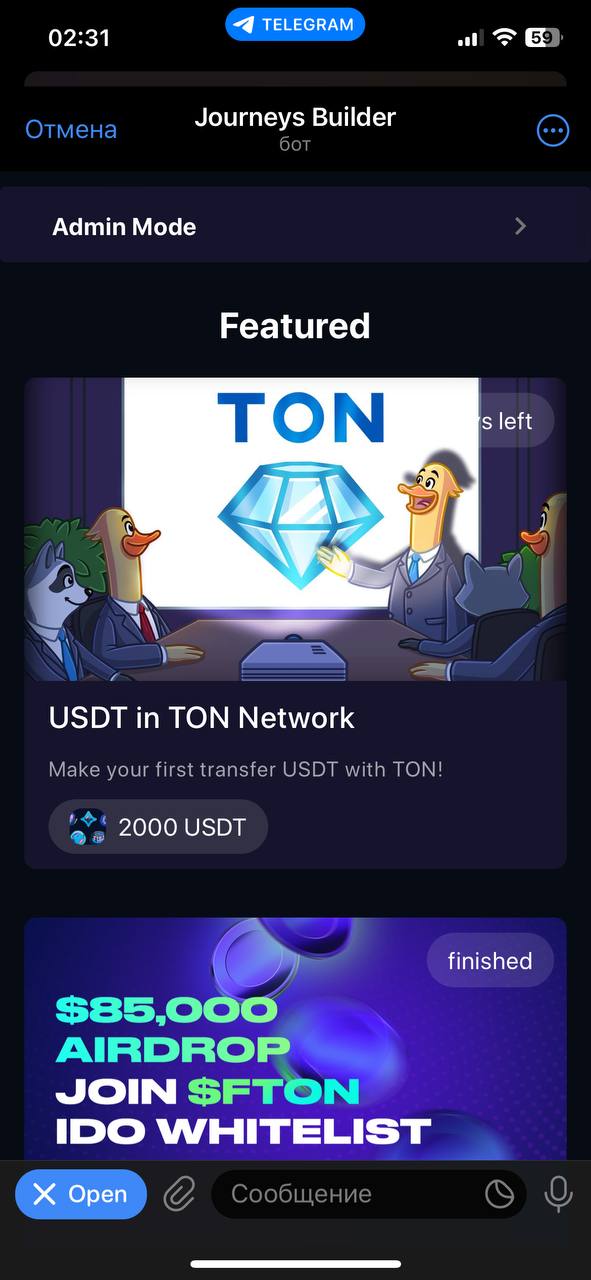 02:31
TELEGRAM
59
Отмена
Journeys Builder
бот
Admin Mode
Featured
TON
left
USDT in TON Network
Make your first transfer USDT with TON!
2000 USDT
finished
$85,000
AIRDROP
JOIN $FTON
IDO WHITELIST
Open
Сообщение